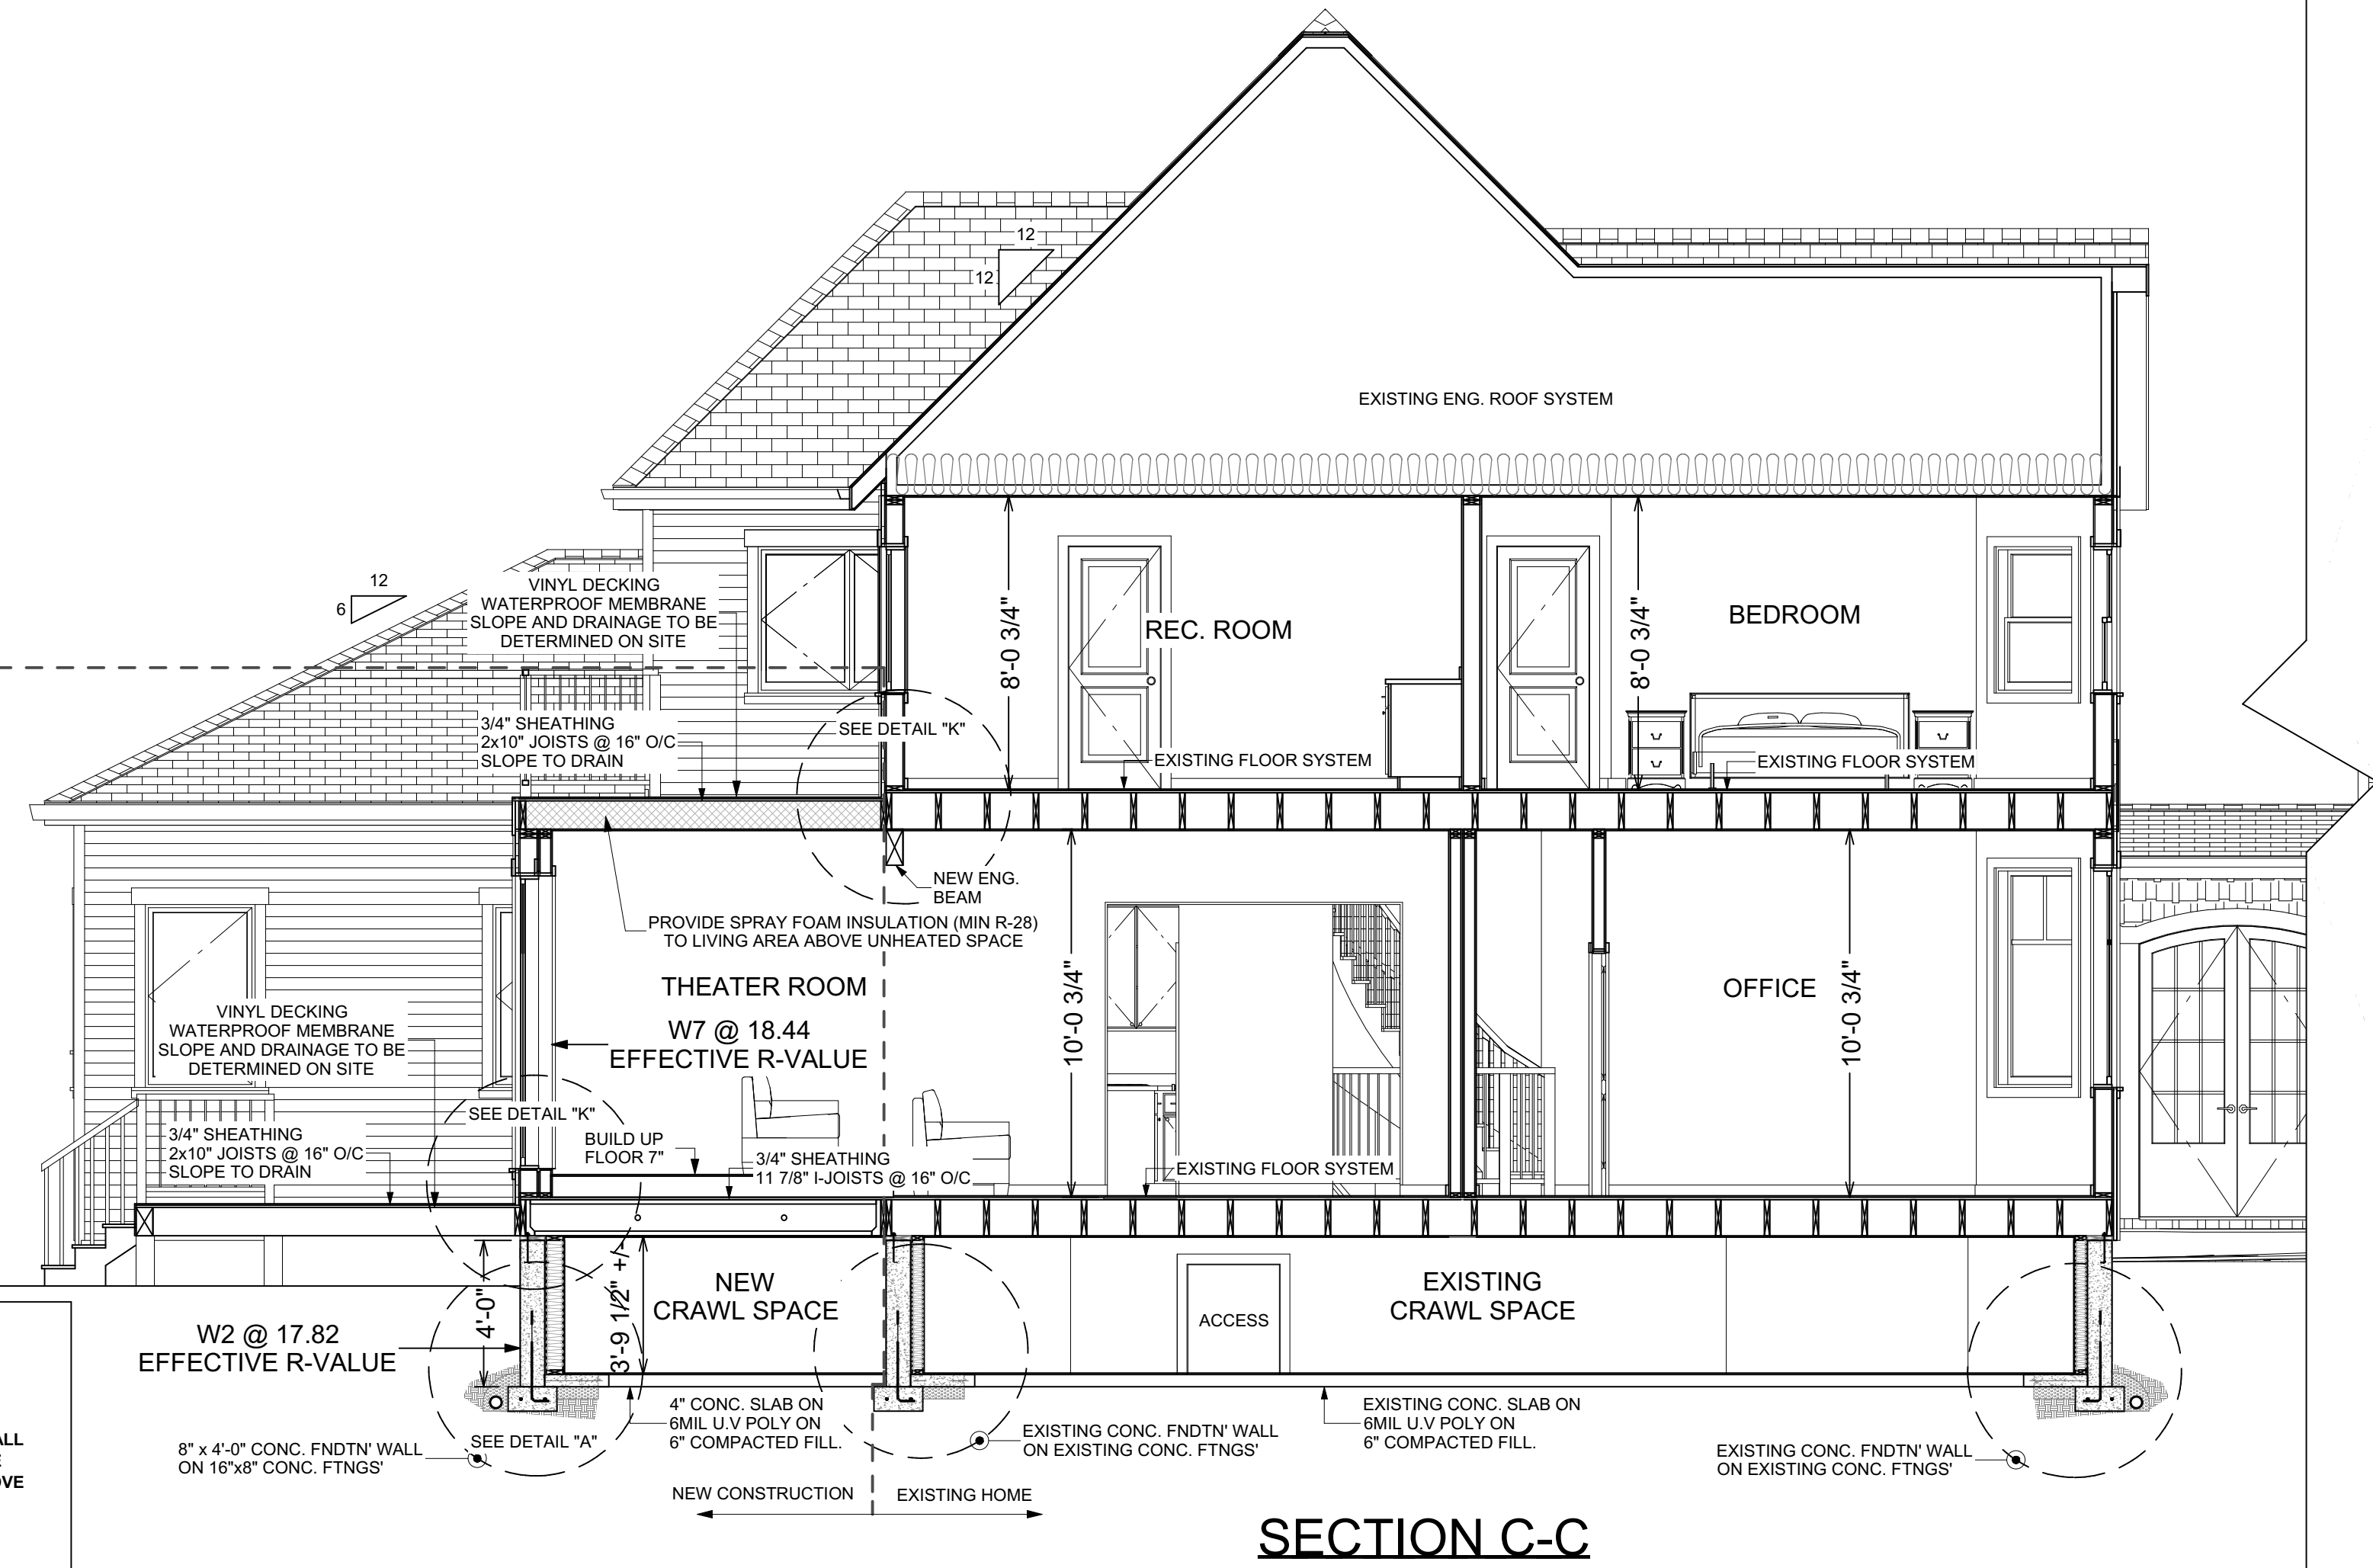 12
12
EXISTING ENG. ROOF SYSTEM
12
6
VINYL DECKING
WATERPROOF MEMBRANE
SLOPE AND DRAINAGE TO BE
DETERMINED ON SITE
8'-0 3/4"
REC. ROOM
8'-0 3/4"
BEDROOM
3/4" SHEATHING
2x10" JOISTS @ 16" O/C
SLOPE TO DRAIN
SEE DETAIL "K"
EXISTING FLOOR SYSTEM
EXISTING FLOOR SYSTEM
NEW ENG.
BEAM
PROVIDE SPRAY FOAM INSULATION (MIN R-28)
TO LIVING AREA ABOVE UNHEATED SPACE
THEATER ROOM
W7 @ 18.44
EFFECTIVE R-VALUE
10'-0 3/4"
OFFICE
10'-0 3/4"
VINYL DECKING
WATERPROOF MEMBRANE
SLOPE AND DRAINAGE TO BE
DETERMINED ON SITE
SEE DETAIL "K"
3/4" SHEATHING
2x10" JOISTS @ 16" O/C
SLOPE TO DRAIN
BUILD UP
FLOOR 7"
3/4" SHEATHING
11 7/8" I-JOISTS @ 16" O/C
EXISTING FLOOR SYSTEM
4'-0"
3'-9 1/2" +/-
NEW
CRAWL SPACE
ACCESS
EXISTING
CRAWL SPACE
W2 @ 17.82
EFFECTIVE R-VALUE
4" CONC. SLAB ON
6MIL U.V POLY ON
6" COMPACTED FILL.
EXISTING CONC. SLAB ON
6MIL U.V POLY ON
6" COMPACTED FILL.
SEE DETAIL "A"
8" x 4'-0" CONC. FNDTN' WALL
ON 16"x8" CONC. FTNGS'
EXISTING CONC. FNDTN' WALL
ON EXISTING CONC. FTNGS'
EXISTING CONC. FNDTN' WALL
ON EXISTING CONC. FTNGS'
NEW CONSTRUCTION
EXISTING HOME
SECTION C-C